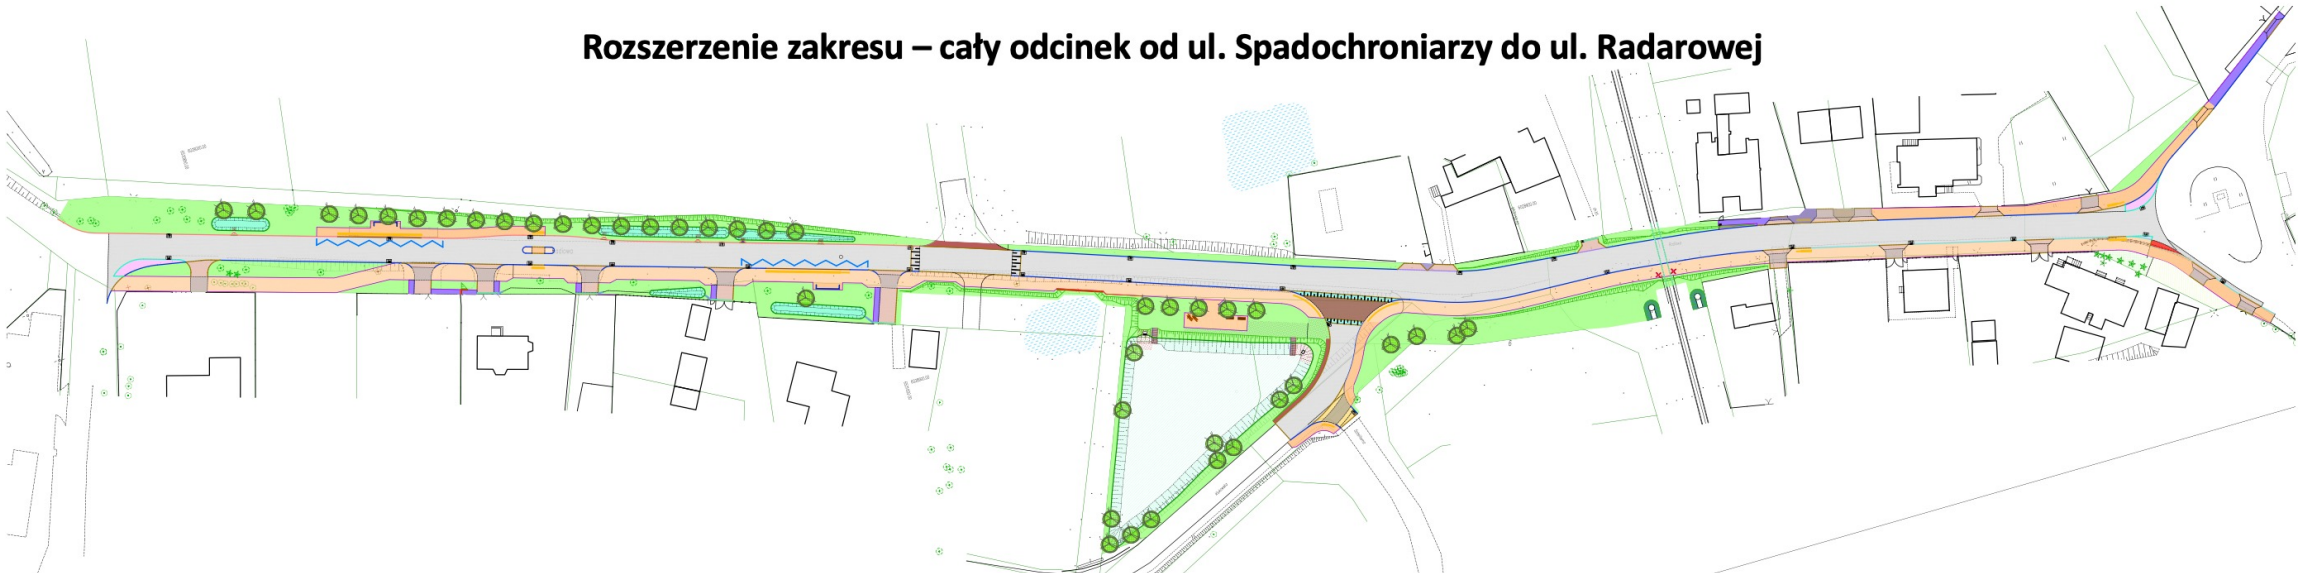 Rozszerzenie zakresu – cały odcinek od ul. Spadochroniarzy do ul. Radarowej